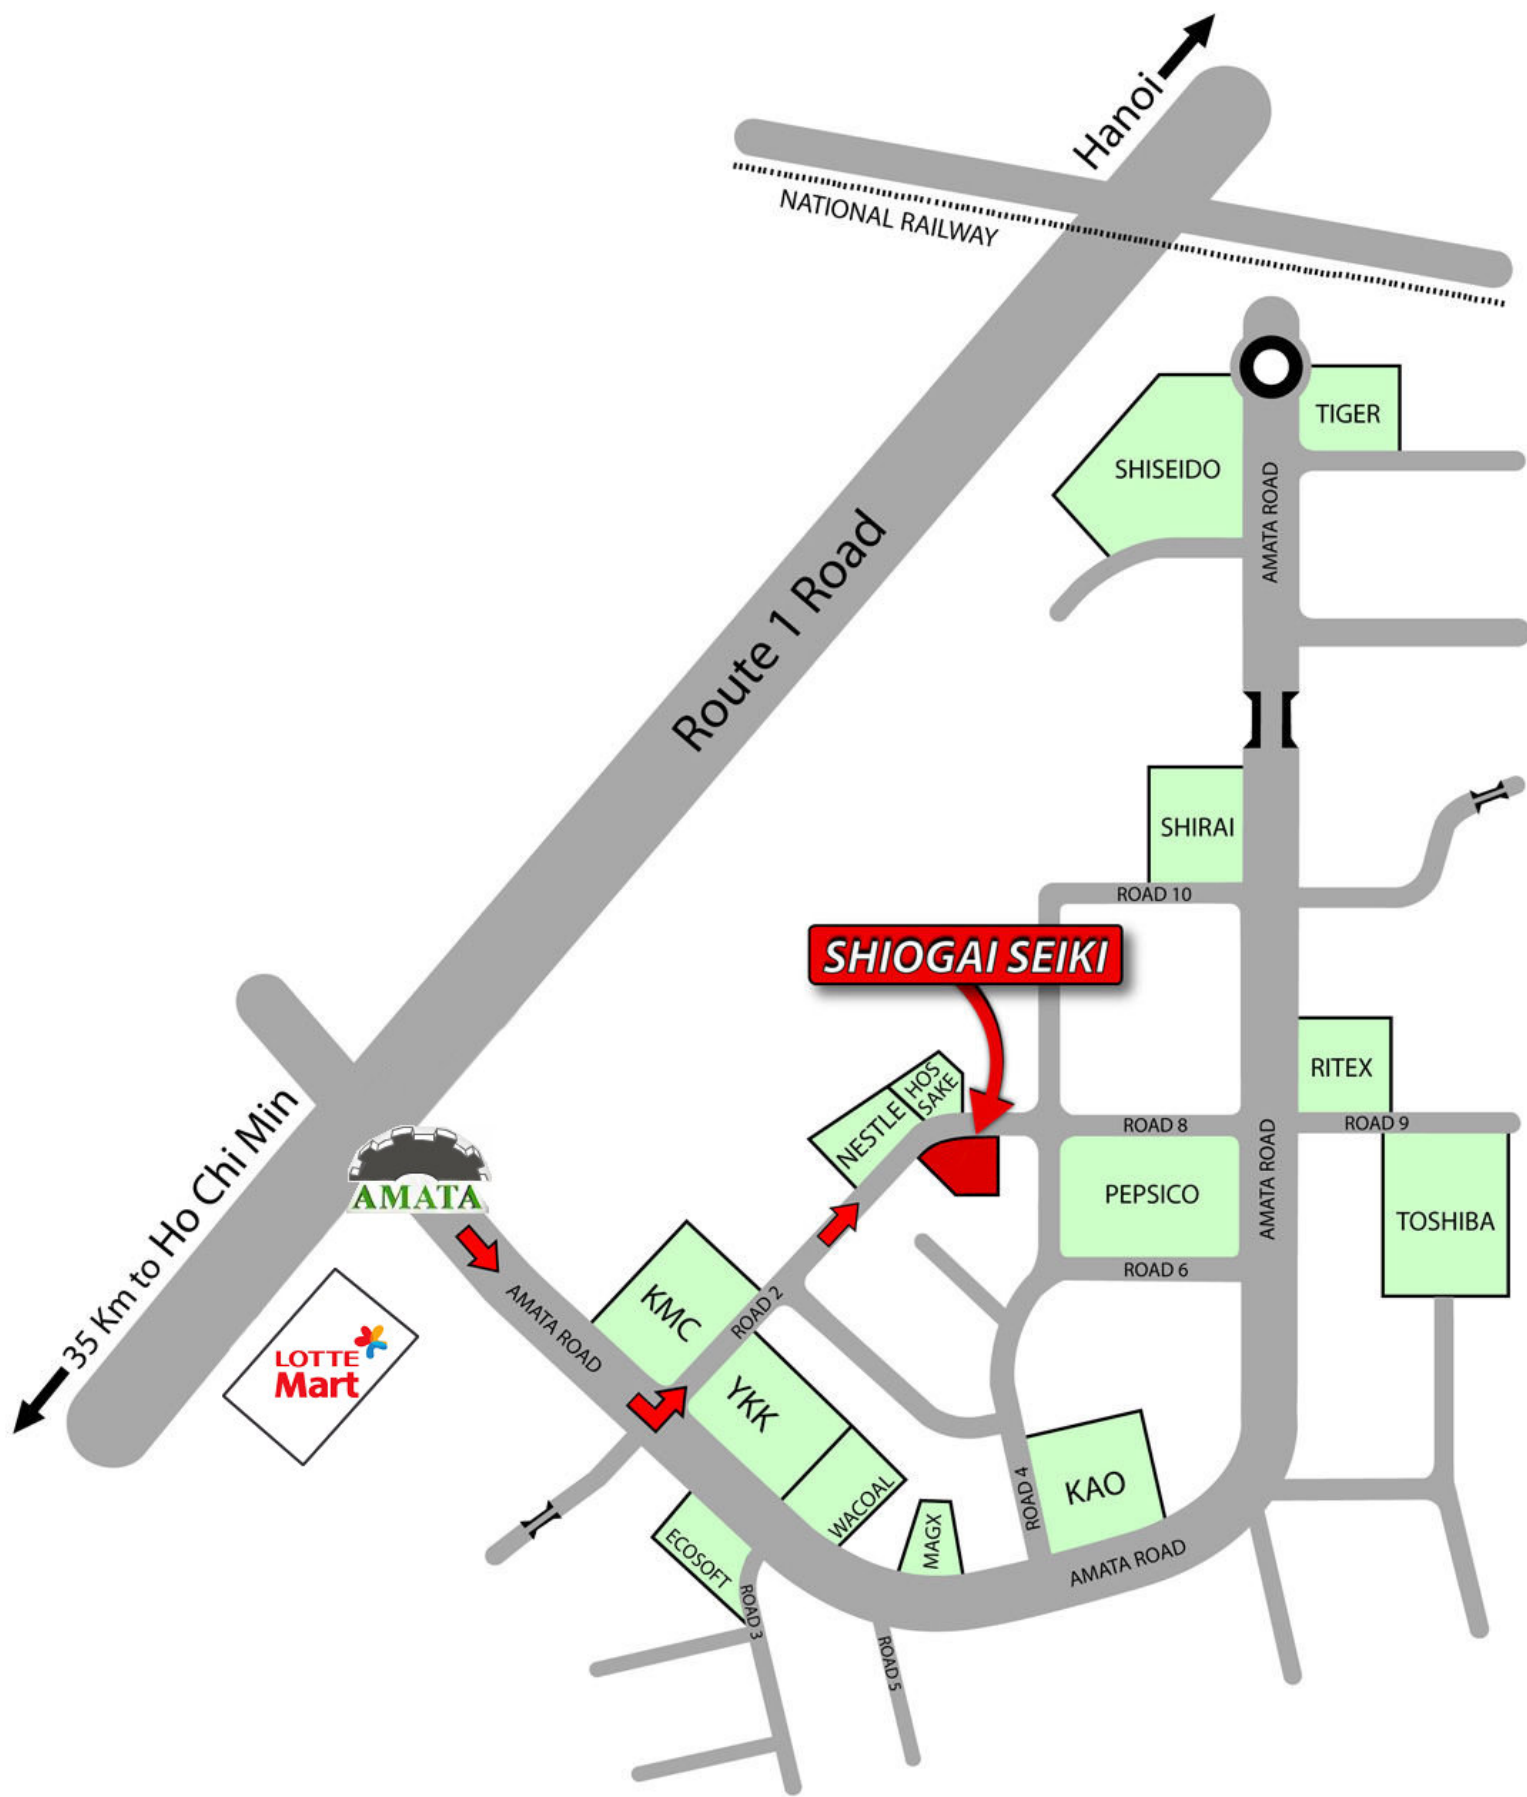 Hanoi
NATIONAL RAILWAY
TIGER
SHISEIDO
AMATA ROAD
Route 1 Road
SHIRAI
ROAD 10
SHIOGAI SEIKI
RITEX
HOS
SAKE
NESTLE
ROAD 8
ROAD 9
AMATA ROAD
PEPSICO
TOSHIBA
35 Km to Ho Chi Min
AMATA
ROAD 6
KMC
ROAD 2
AMATA ROAD
LOTTE
Mart
YKK
WACOAL
ROAD 4
KAO
MAGX
ECOSOFT
AMATA ROAD
ROAD 3
ROAD 5